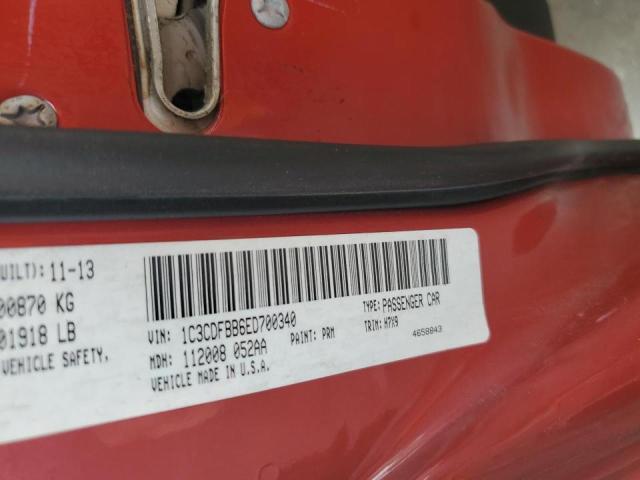 UILT): 11-13
00870 KG
01918 LB
VEHICLE SAFETY,
VIN: 1C3CDFBB6ED700340
TYPE: PASSENGER CAR
MDH: 112008 052AA
PAINT: PRM
TRIM: H7X9
VEHICLE MADE IN U.S.A.
4658843